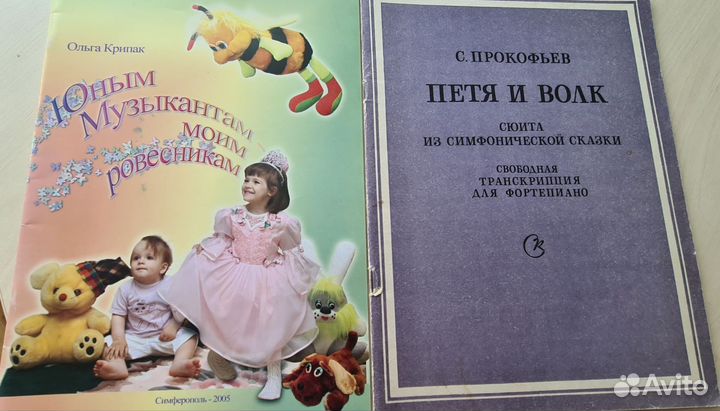 Ольга Крипак
Юным
Музыкантам -
моим
ровесникам
Симферополь - 2005
С. ПРОКОФЬЕВ
ПЕТЯ И ВОЛК
СЮИТА
ИЗ СИМФОНИЧЕСКОЙ СКАЗКИ
СВОБОДНАЯ
ТРАНСКРИПЦИЯ
ДЛЯ ФОРТЕПИАНО
Avito